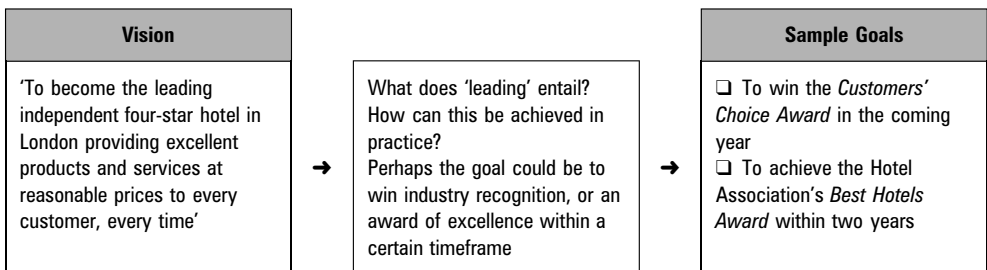 Vision
‘To become the leading
independent four-star hotel in
London providing excellent
products and services at
reasonable prices to every
customer, every time’
➜
What does ‘leading’ entail?
How can this be achieved in
practice?
Perhaps the goal could be to
win industry recognition, or an
award of excellence within a
certain timeframe
➜
Sample Goals
❑ To win the Customers’
Choice Award in the coming
year
❑ To achieve the Hotel
Association’s Best Hotels
Award within two years